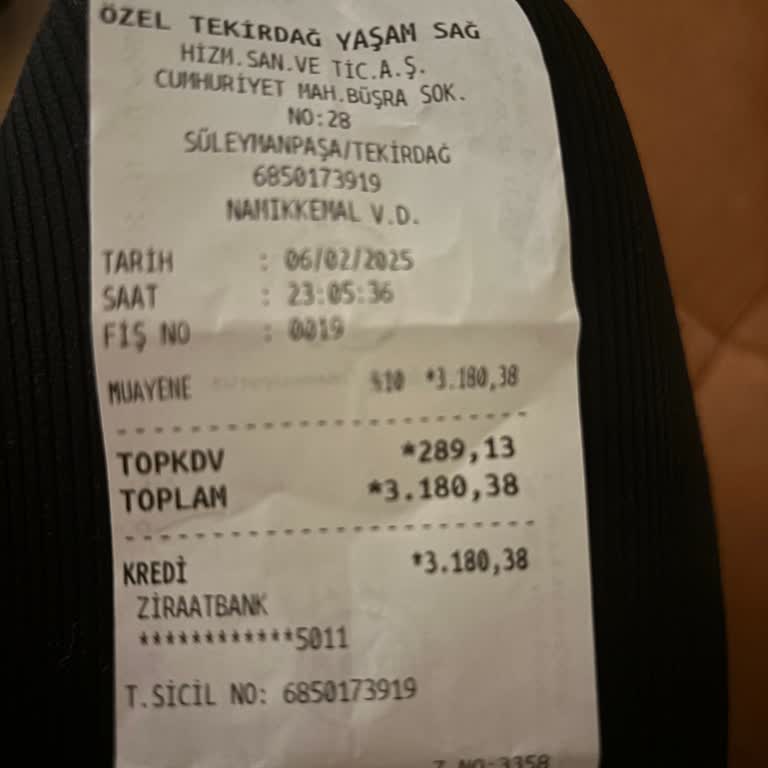 ÖZEL TEKİRDAĞ YAŞAM SAĞ
HİZM.SAN.VE TİC.A.Ş.
CUMHURİYET MAH.BÜŞRA SOK.
NO:28
SÜLEYMANPAŞA/TEKİRDAĞ
6850173919
NAMIKKEMAL V.D.
TARİH : 06/02/2025
SAAT : 23:05:36
FİŞ NO : 0019
MUAYENE %10 *3.180,38
TOPKDV *289,13
TOPLAM *3.180,38
KREDİ *3.180,38
ZİRAATBANK
************5011
T.SİCİL NO: 6850173919
Z NO:3358